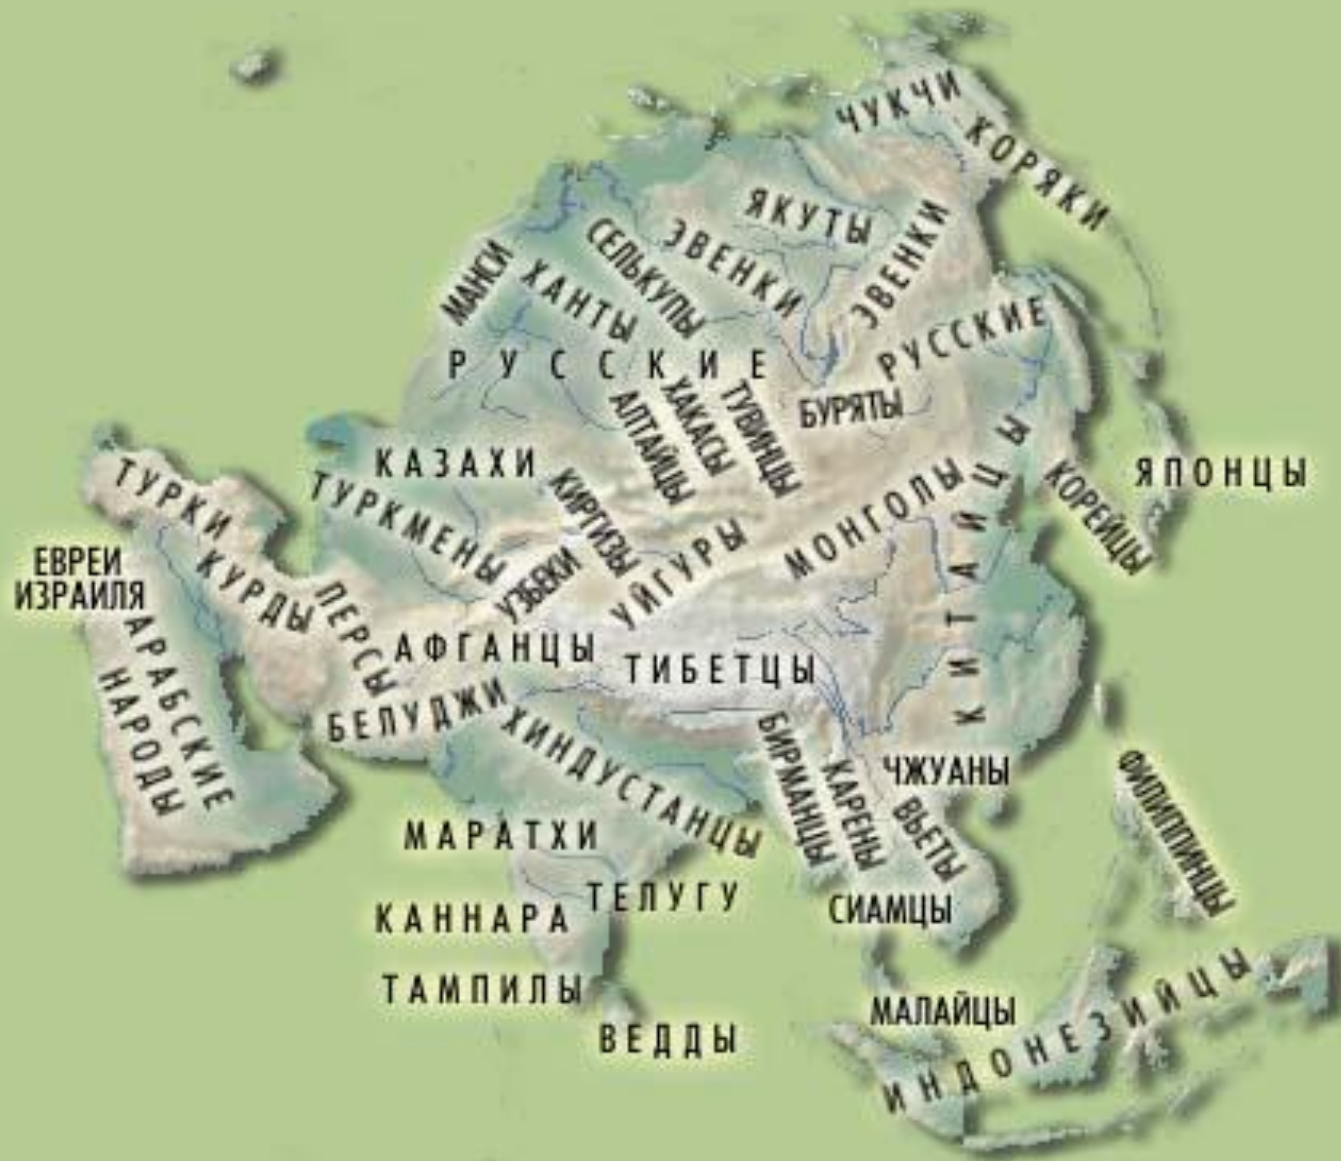 ЧУКЧИ
КОРЯКИ
ЯКУТЫ
ЭВЕНКИ
ЭВЕНКИ
СЕЛЬКУПЫ
МАНСИ
ХАНТЫ
РУССКИЕ
РУССКИЕ
БУРЯТЫ
ТУВИНЦЫ
ХАКАСЫ
АЛТАЙЦЫ
КАЗАХИ
КИРГИЗЫ
ТУРКМЕНЫ
УЗБЕКИ
УЙГУРЫ
МОНГОЛЫ
КИТАЙЦЫ
КОРЕЙЦЫ
ЯПОНЦЫ
ТУРКИ
КУРДЫ
ЕВРЕИ
ИЗРАИЛЯ
АРАБСКИЕ
НАРОДЫ
ПЕРСЫ
АФГАНЦЫ
БЕЛУДЖИ
ТИБЕТЦЫ
ХИНДУСТАНЦЫ
БИРМАНЦЫ
КАРЕНЫ
ЧЖУАНЫ
ВЬЕТЫ
ФИЛИППИНЦЫ
МАРАТХИ
ТЕЛУГУ
КАННАРА
СИАМЦЫ
ТАМПИЛЫ
ВЕДДЫ
МАЛАЙЦЫ
ИНДОНЕЗИЙЦЫ